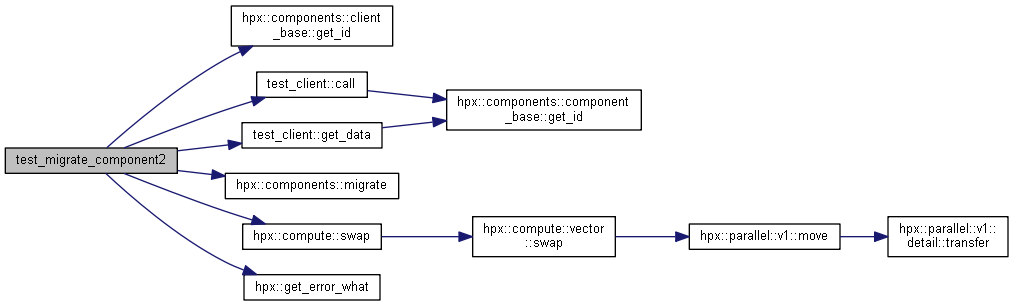 hpx::components::client
_base::get_id
test_client::call
hpx::components::component
_base::get_id
test_client::get_data
test_migrate_component2
hpx::components::migrate
hpx::compute::swap
hpx::compute::vector
::swap
hpx::parallel::v1::move
hpx::parallel::v1::
detail::transfer
hpx::get_error_what